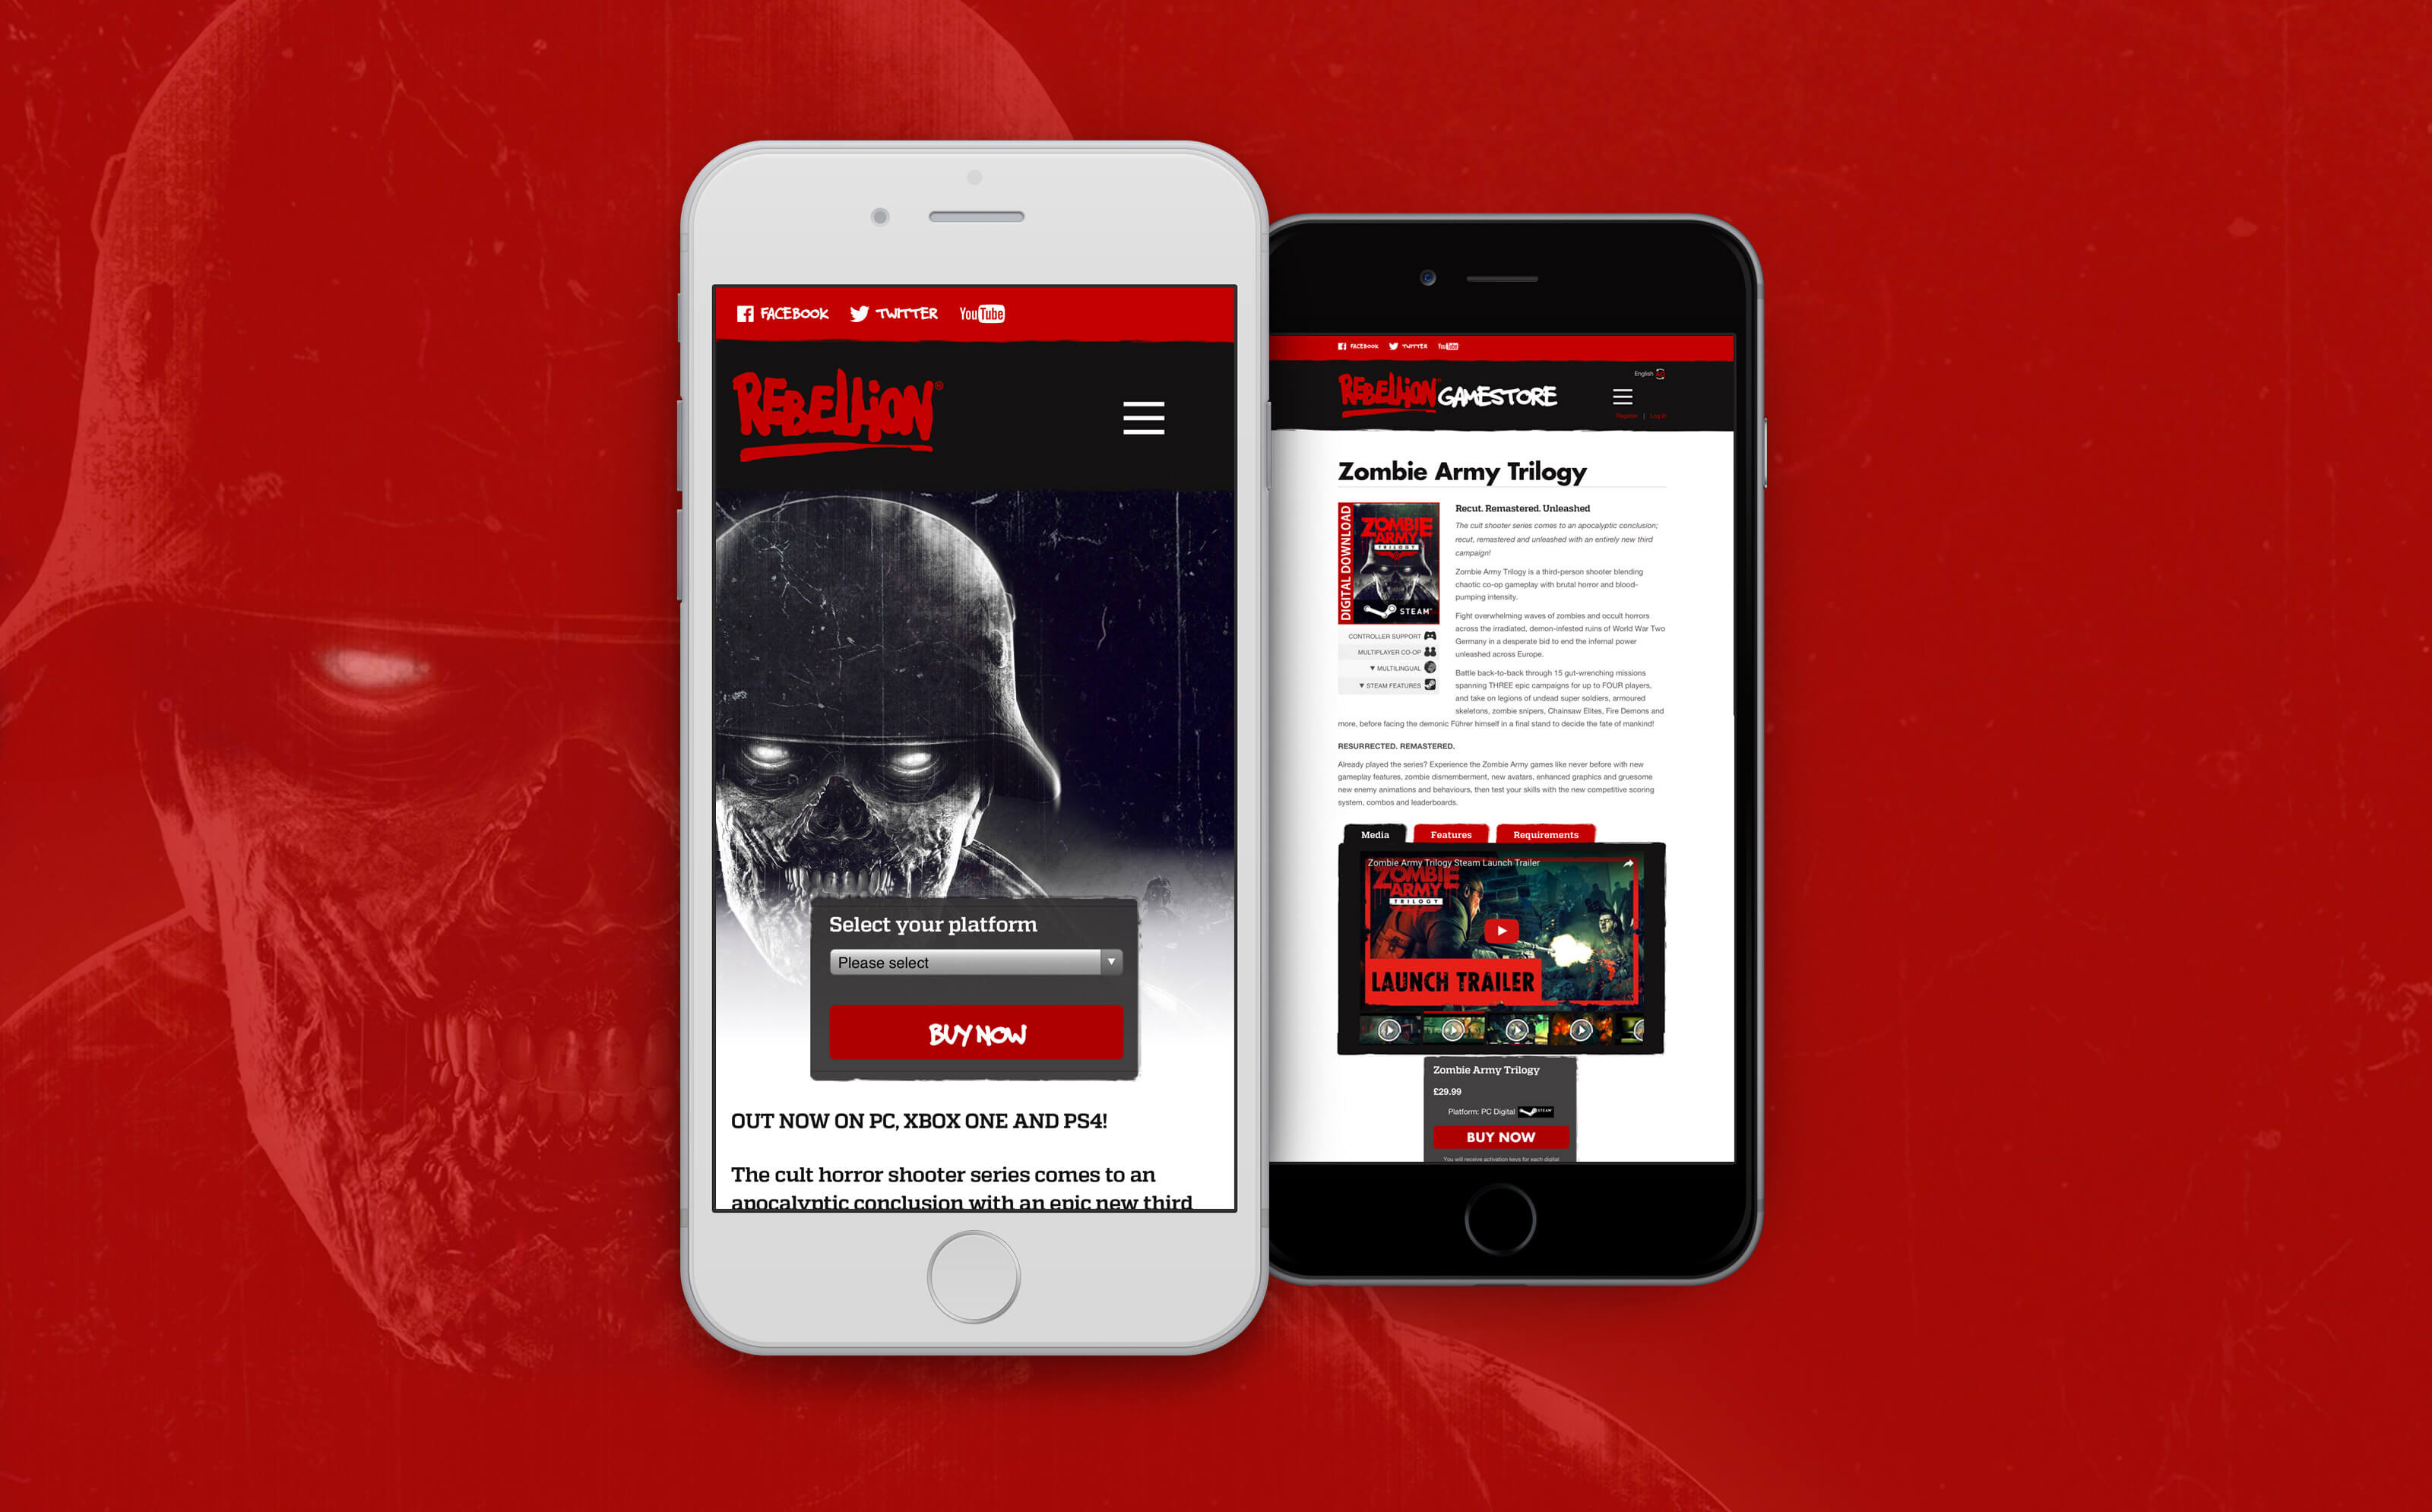 FACEBOOK TWITTER YouTube
REBELLION®
Select your platform
Please select
BUY NOW
OUT NOW ON PC, XBOX ONE AND PS4!
The cult horror shooter series comes to an
apocalyptic conclusion with an epic new third
FACEBOOK TWITTER YouTube
English
REBELLION GAMESTORE
Register | Log in
Zombie Army Trilogy
DIGITAL DOWNLOAD
ZOMBIE
ARMY
TRILOGY
STEAM™
CONTROLLER SUPPORT
MULTIPLAYER CO-OP
▼ MULTILINGUAL
▼ STEAM FEATURES
Recut. Remastered. Unleashed
The cult shooter series comes to an apocalyptic conclusion;
recut, remastered and unleashed with an entirely new third
campaign!
Zombie Army Trilogy is a third-person shooter blending
chaotic co-op gameplay with brutal horror and blood-
pumping intensity.
Fight overwhelming waves of zombies and occult horrors
across the irradiated, demon-infested ruins of World War Two
Germany in a desperate bid to end the infernal power
unleashed across Europe.
Battle back-to-back through 15 gut-wrenching missions
spanning THREE epic campaigns for up to FOUR players,
and take on legions of undead super soldiers, armoured
skeletons, zombie snipers, Chainsaw Elites, Fire Demons and
more, before facing the demonic Führer himself in a final stand to decide the fate of mankind!
RESURRECTED. REMASTERED.
Already played the series? Experience the Zombie Army games like never before with new
gameplay features, zombie dismemberment, new avatars, enhanced graphics and gruesome
new enemy animations and behaviours, then test your skills with the new competitive scoring
system, combos and leaderboards.
Media Features Requirements
Zombie Army Trilogy Steam Launch Trailer
ZOMBIE
ARMY
TRILOGY
LAUNCH TRAILER
Zombie Army Trilogy
£29.99
Platform: PC Digital STEAM
BUY NOW
You will receive activation keys for each digital